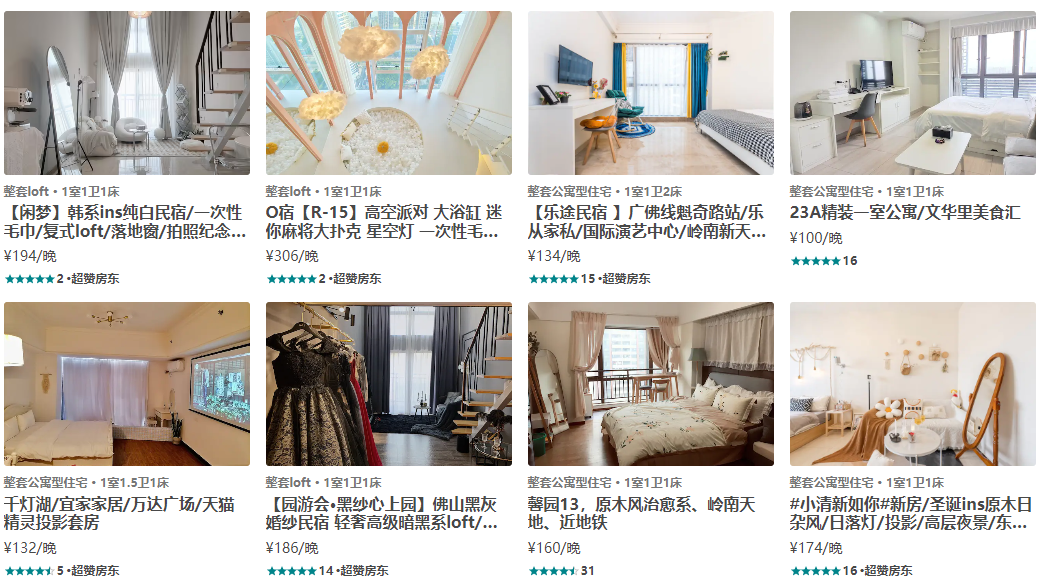 整套loft · 1室1卫1床
【闲梦】韩系ins纯白民宿/一次性
毛巾/复式loft/落地窗/拍照纪念...
¥194/晚
★★★★★ 2 · 超赞房东
整套loft · 1室1卫1床
O宿【R-15】高空派对 大浴缸 迷
你麻将大扑克 星空灯 一次性毛...
¥306/晚
★★★★★ 2 · 超赞房东
整套公寓型住宅 · 1室1卫2床
【乐途民宿 】广佛线魁奇路站/乐
从家私/国际演艺中心/岭南新天...
¥134/晚
★★★★★ 15 · 超赞房东
整套公寓型住宅 · 1室1卫1床
23A精装一室公寓/文华里美食汇
¥100/晚
★★★★★ 16
整套公寓型住宅 · 1室1.5卫1床
千灯湖/宜家家居/万达广场/天猫
精灵投影套房
¥132/晚
★★★★★ 5 · 超赞房东
整套loft · 1室1卫1床
【园游会•黑纱心上园】佛山黑灰
婚纱民宿 轻奢高级暗黑系loft/...
¥186/晚
★★★★★ 14 · 超赞房东
整套公寓型住宅 · 1室1卫1床
馨园13，原木风治愈系、岭南天
地、近地铁
¥160/晚
★★★★★ 31
整套公寓型住宅 · 1室1卫1床
#小清新如你#新房/圣诞ins原木日
杂风/日落灯/投影/高层夜景/东...
¥174/晚
★★★★★ 16 · 超赞房东